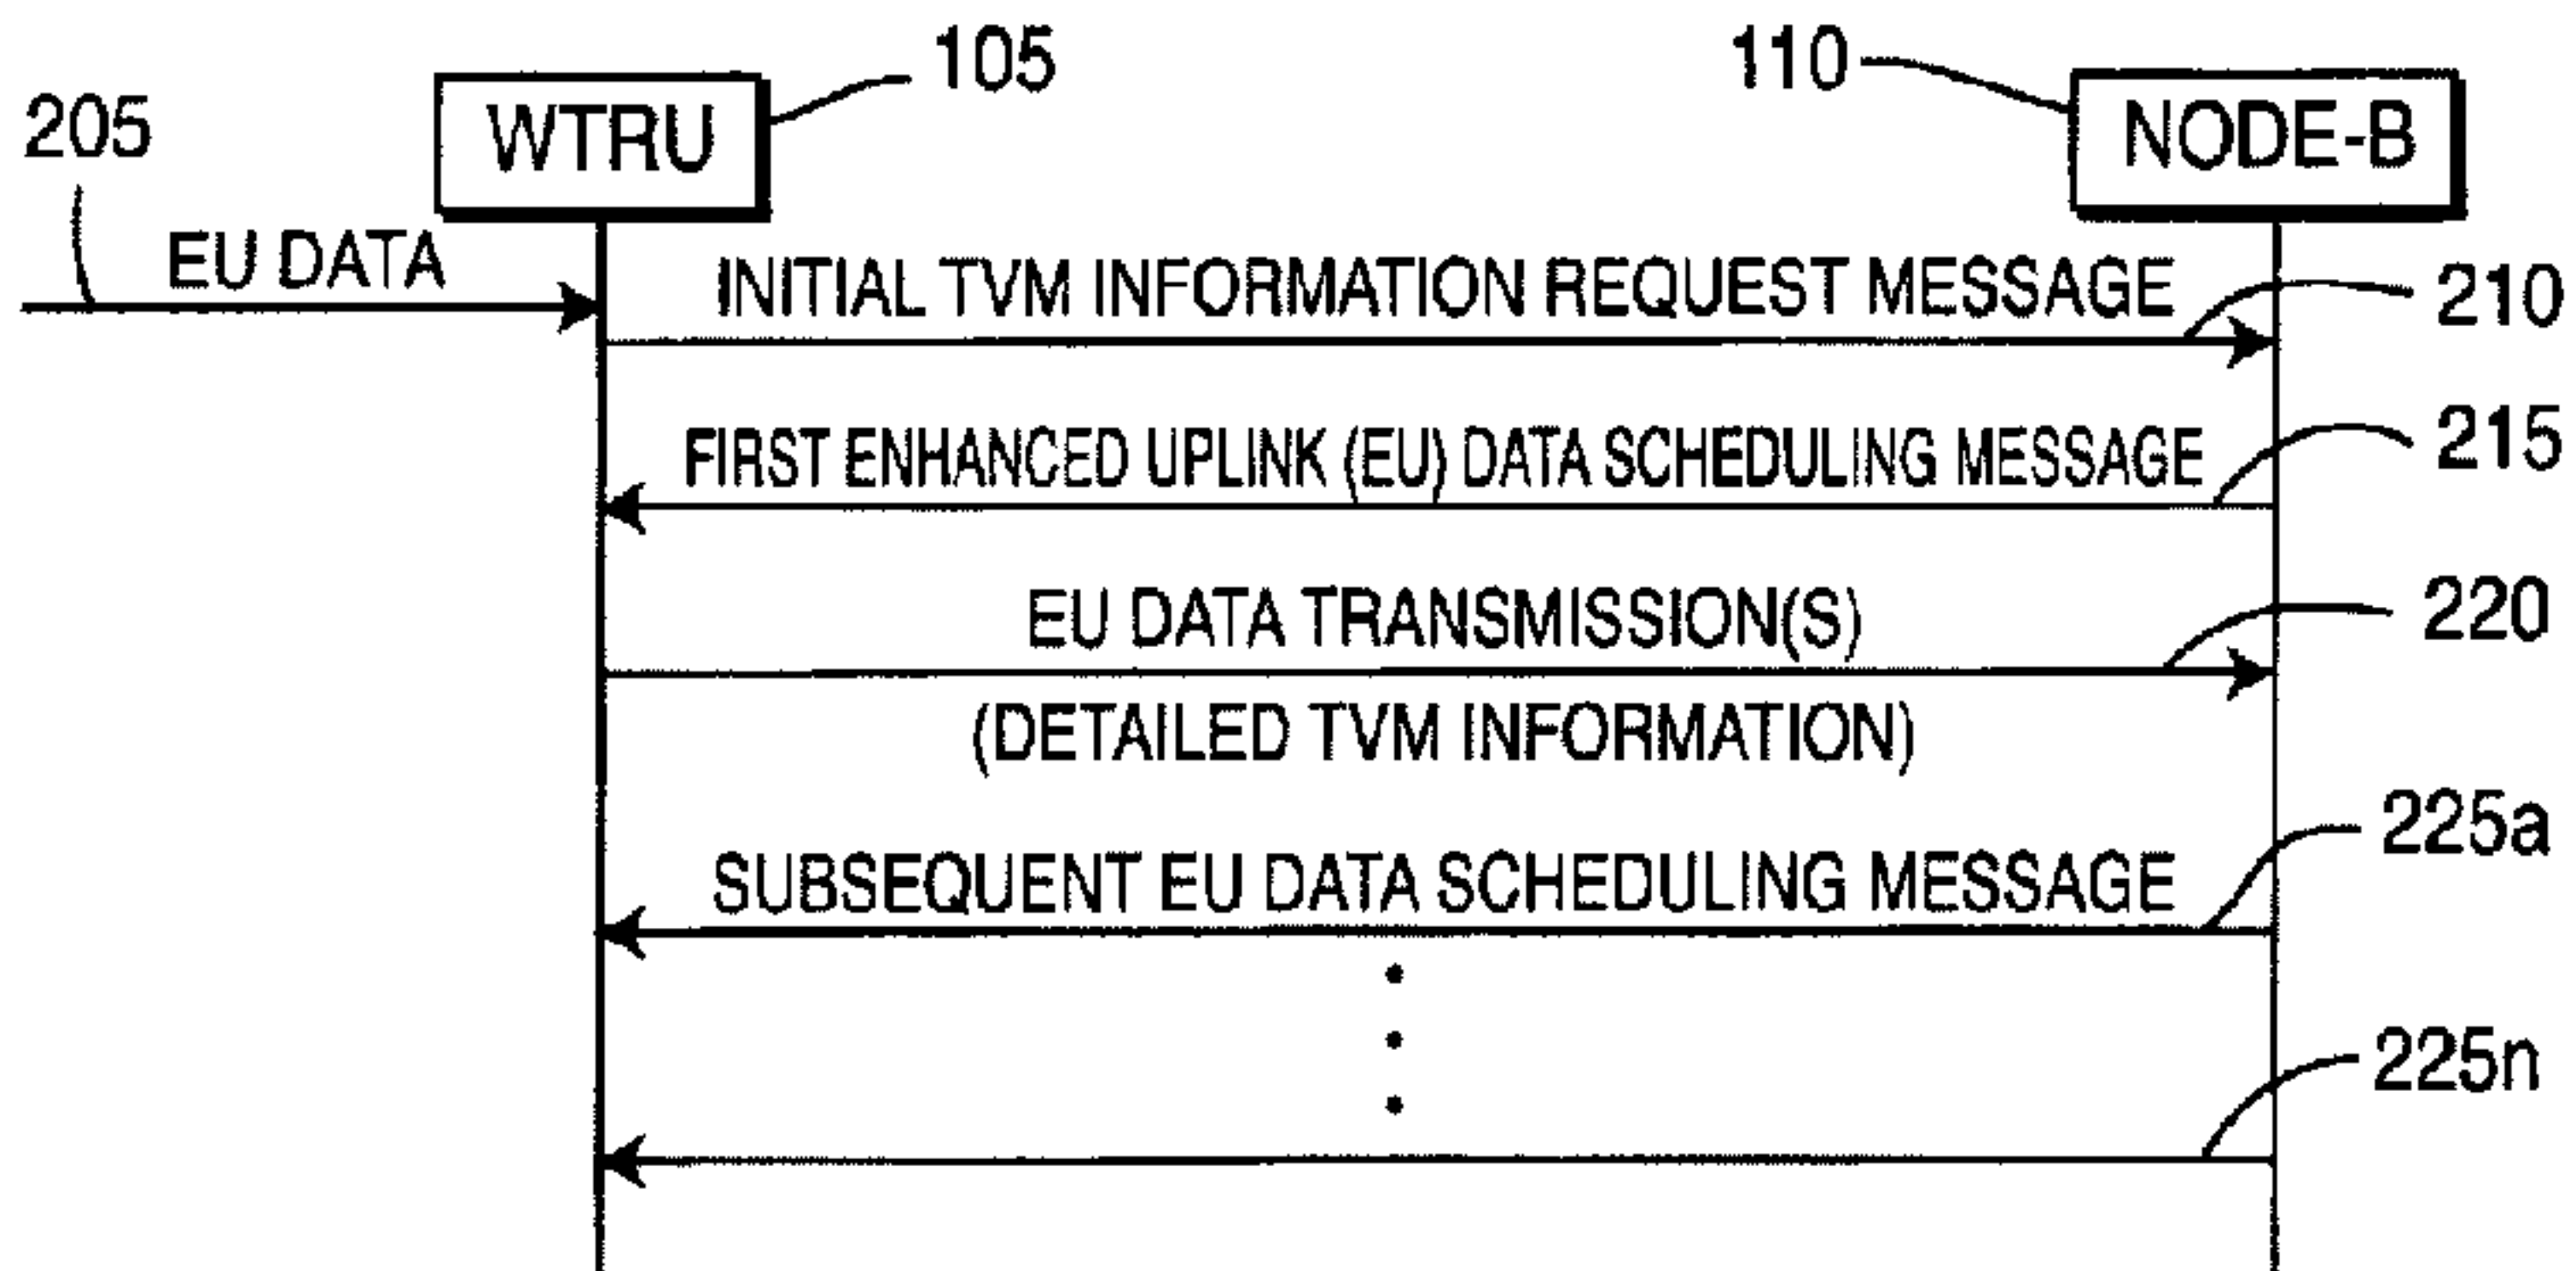 105
110
205
WTRU
NODE-B
EU DATA
INITIAL TVM INFORMATION REQUEST MESSAGE
210
FIRST ENHANCED UPLINK (EU) DATA SCHEDULING MESSAGE
215
EU DATA TRANSMISSION(S)
220
(DETAILED TVM INFORMATION)
225a
SUBSEQUENT EU DATA SCHEDULING MESSAGE
225n